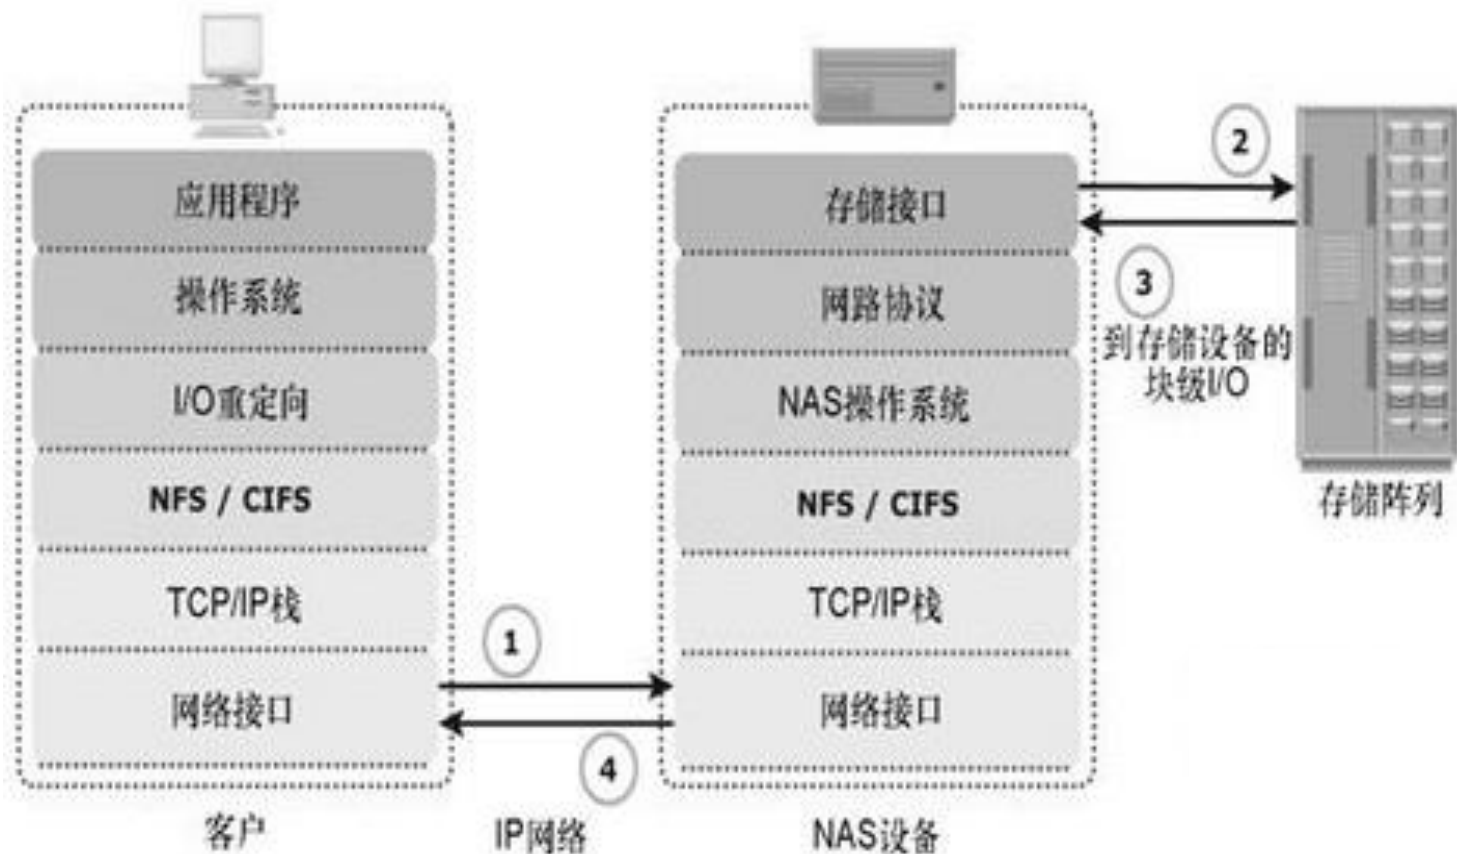 应用程序
操作系统
I/O重定向
NFS / CIFS
TCP/IP栈
网络接口
客户
1
4
IP网络
存储接口
网路协议
NAS操作系统
NFS / CIFS
TCP/IP栈
网络接口
NAS设备
2
3
到存储设备的
块级I/O
存储阵列